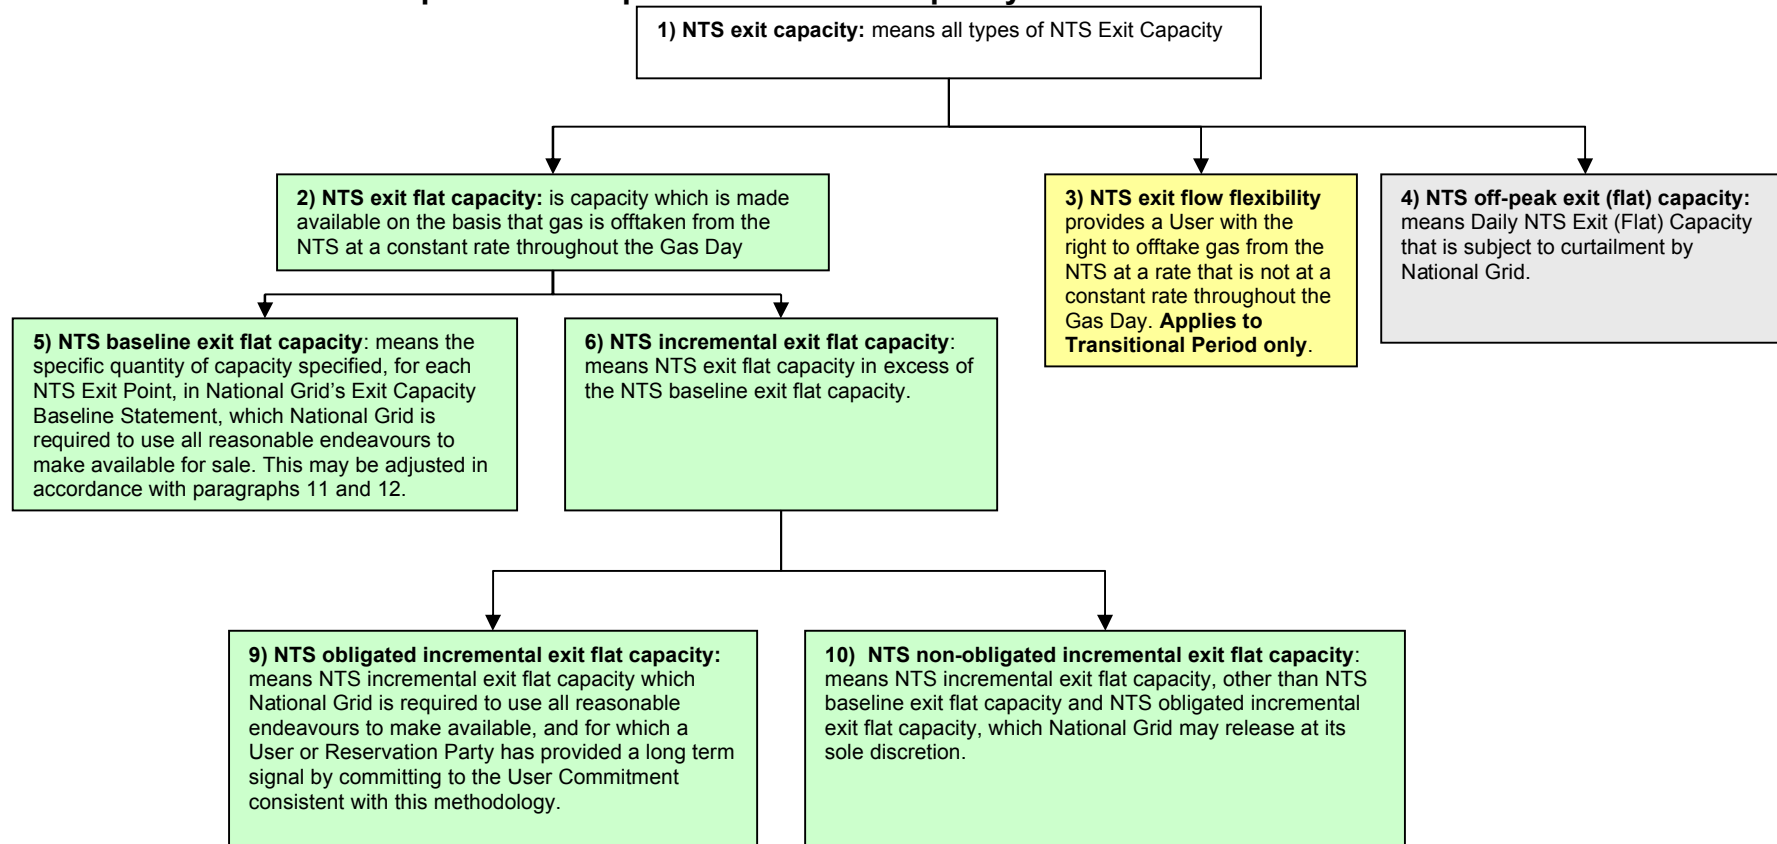 1) NTS exit capacity: means all types of NTS Exit Capacity
2) NTS exit flat capacity: is capacity which is made
available on the basis that gas is offtaken from the
NTS at a constant rate throughout the Gas Day
3) NTS exit flow flexibility
provides a User with the
right to offtake gas from the
NTS at a rate that is not at a
constant rate throughout the
Gas Day. Applies to
Transitional Period only.
4) NTS off-peak exit (flat) capacity:
means Daily NTS Exit (Flat) Capacity
that is subject to curtailment by
National Grid.
5) NTS baseline exit flat capacity: means the
specific quantity of capacity specified, for each
NTS Exit Point, in National Grid's Exit Capacity
Baseline Statement, which National Grid is
required to use all reasonable endeavours to
make available for sale. This may be adjusted in
accordance with paragraphs 11 and 12.
6) NTS incremental exit flat capacity:
means NTS exit flat capacity in excess of
the NTS baseline exit flat capacity.
9) NTS obligated incremental exit flat capacity:
means NTS incremental exit flat capacity which
National Grid is required to use all reasonable
endeavours to make available, and for which a
User or Reservation Party has provided a long term
signal by committing to the User Commitment
consistent with this methodology.
10)  NTS non-obligated incremental exit flat capacity:
means NTS incremental exit flat capacity, other than NTS
baseline exit flat capacity and NTS obligated incremental
exit flat capacity, which National Grid may release at its
sole discretion.